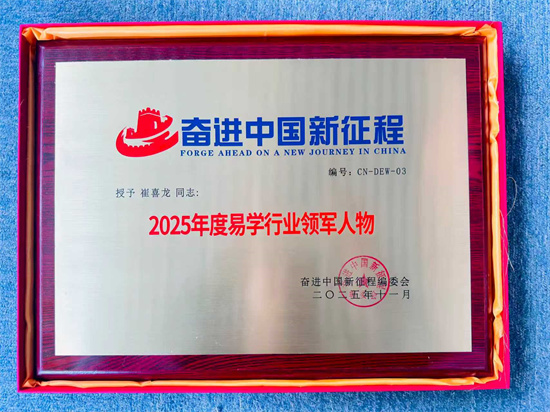 奋进中国新征程
FORGE AHEAD ON A NEW JOURNEY IN CHINA
编号：CN-DEW-03
授予 崔喜龙 同志：
2025年度易学行业领军人物
奋进中国新征程编委会
二〇二五年十一月